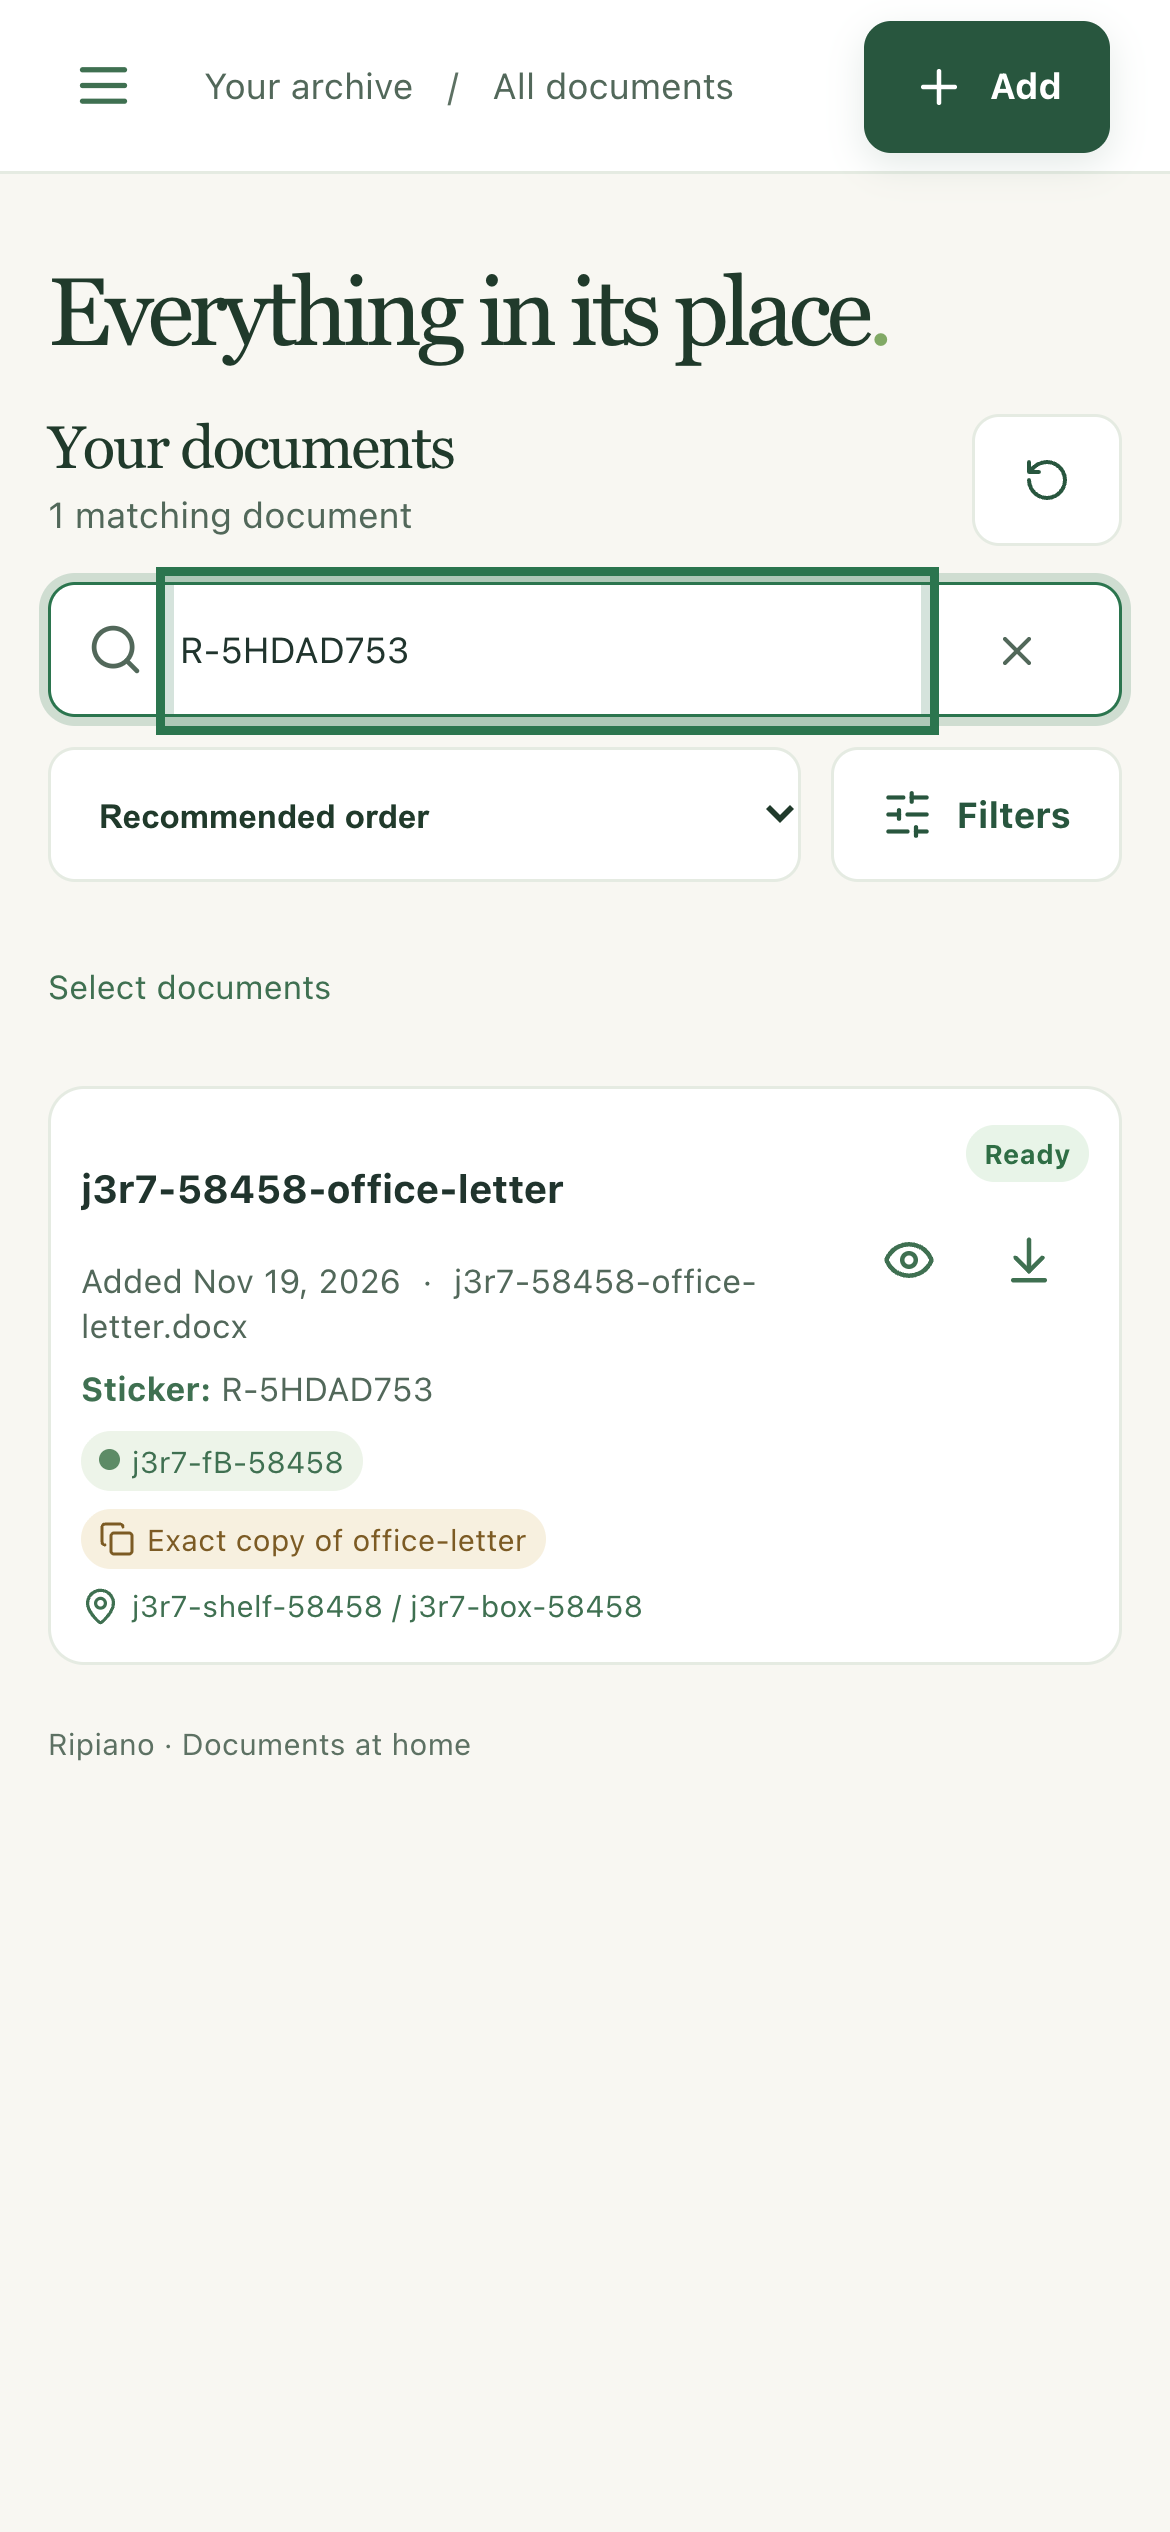 Your archive / All documents
Add
Everything in its place.
Your documents
1 matching document
R-5HDAD753
Recommended order
Filters
Select documents
Ready
j3r7-58458-office-letter
Added Nov 19, 2026 · j3r7-58458-office-
letter.docx
Sticker: R-5HDAD753
j3r7-fB-58458
Exact copy of office-letter
j3r7-shelf-58458 / j3r7-box-58458
Ripiano · Documents at home